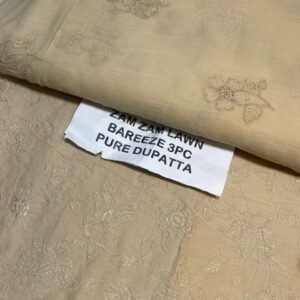 ZAM ZAM LAWN
BAREEZE 3PC
PURE DUPATTA